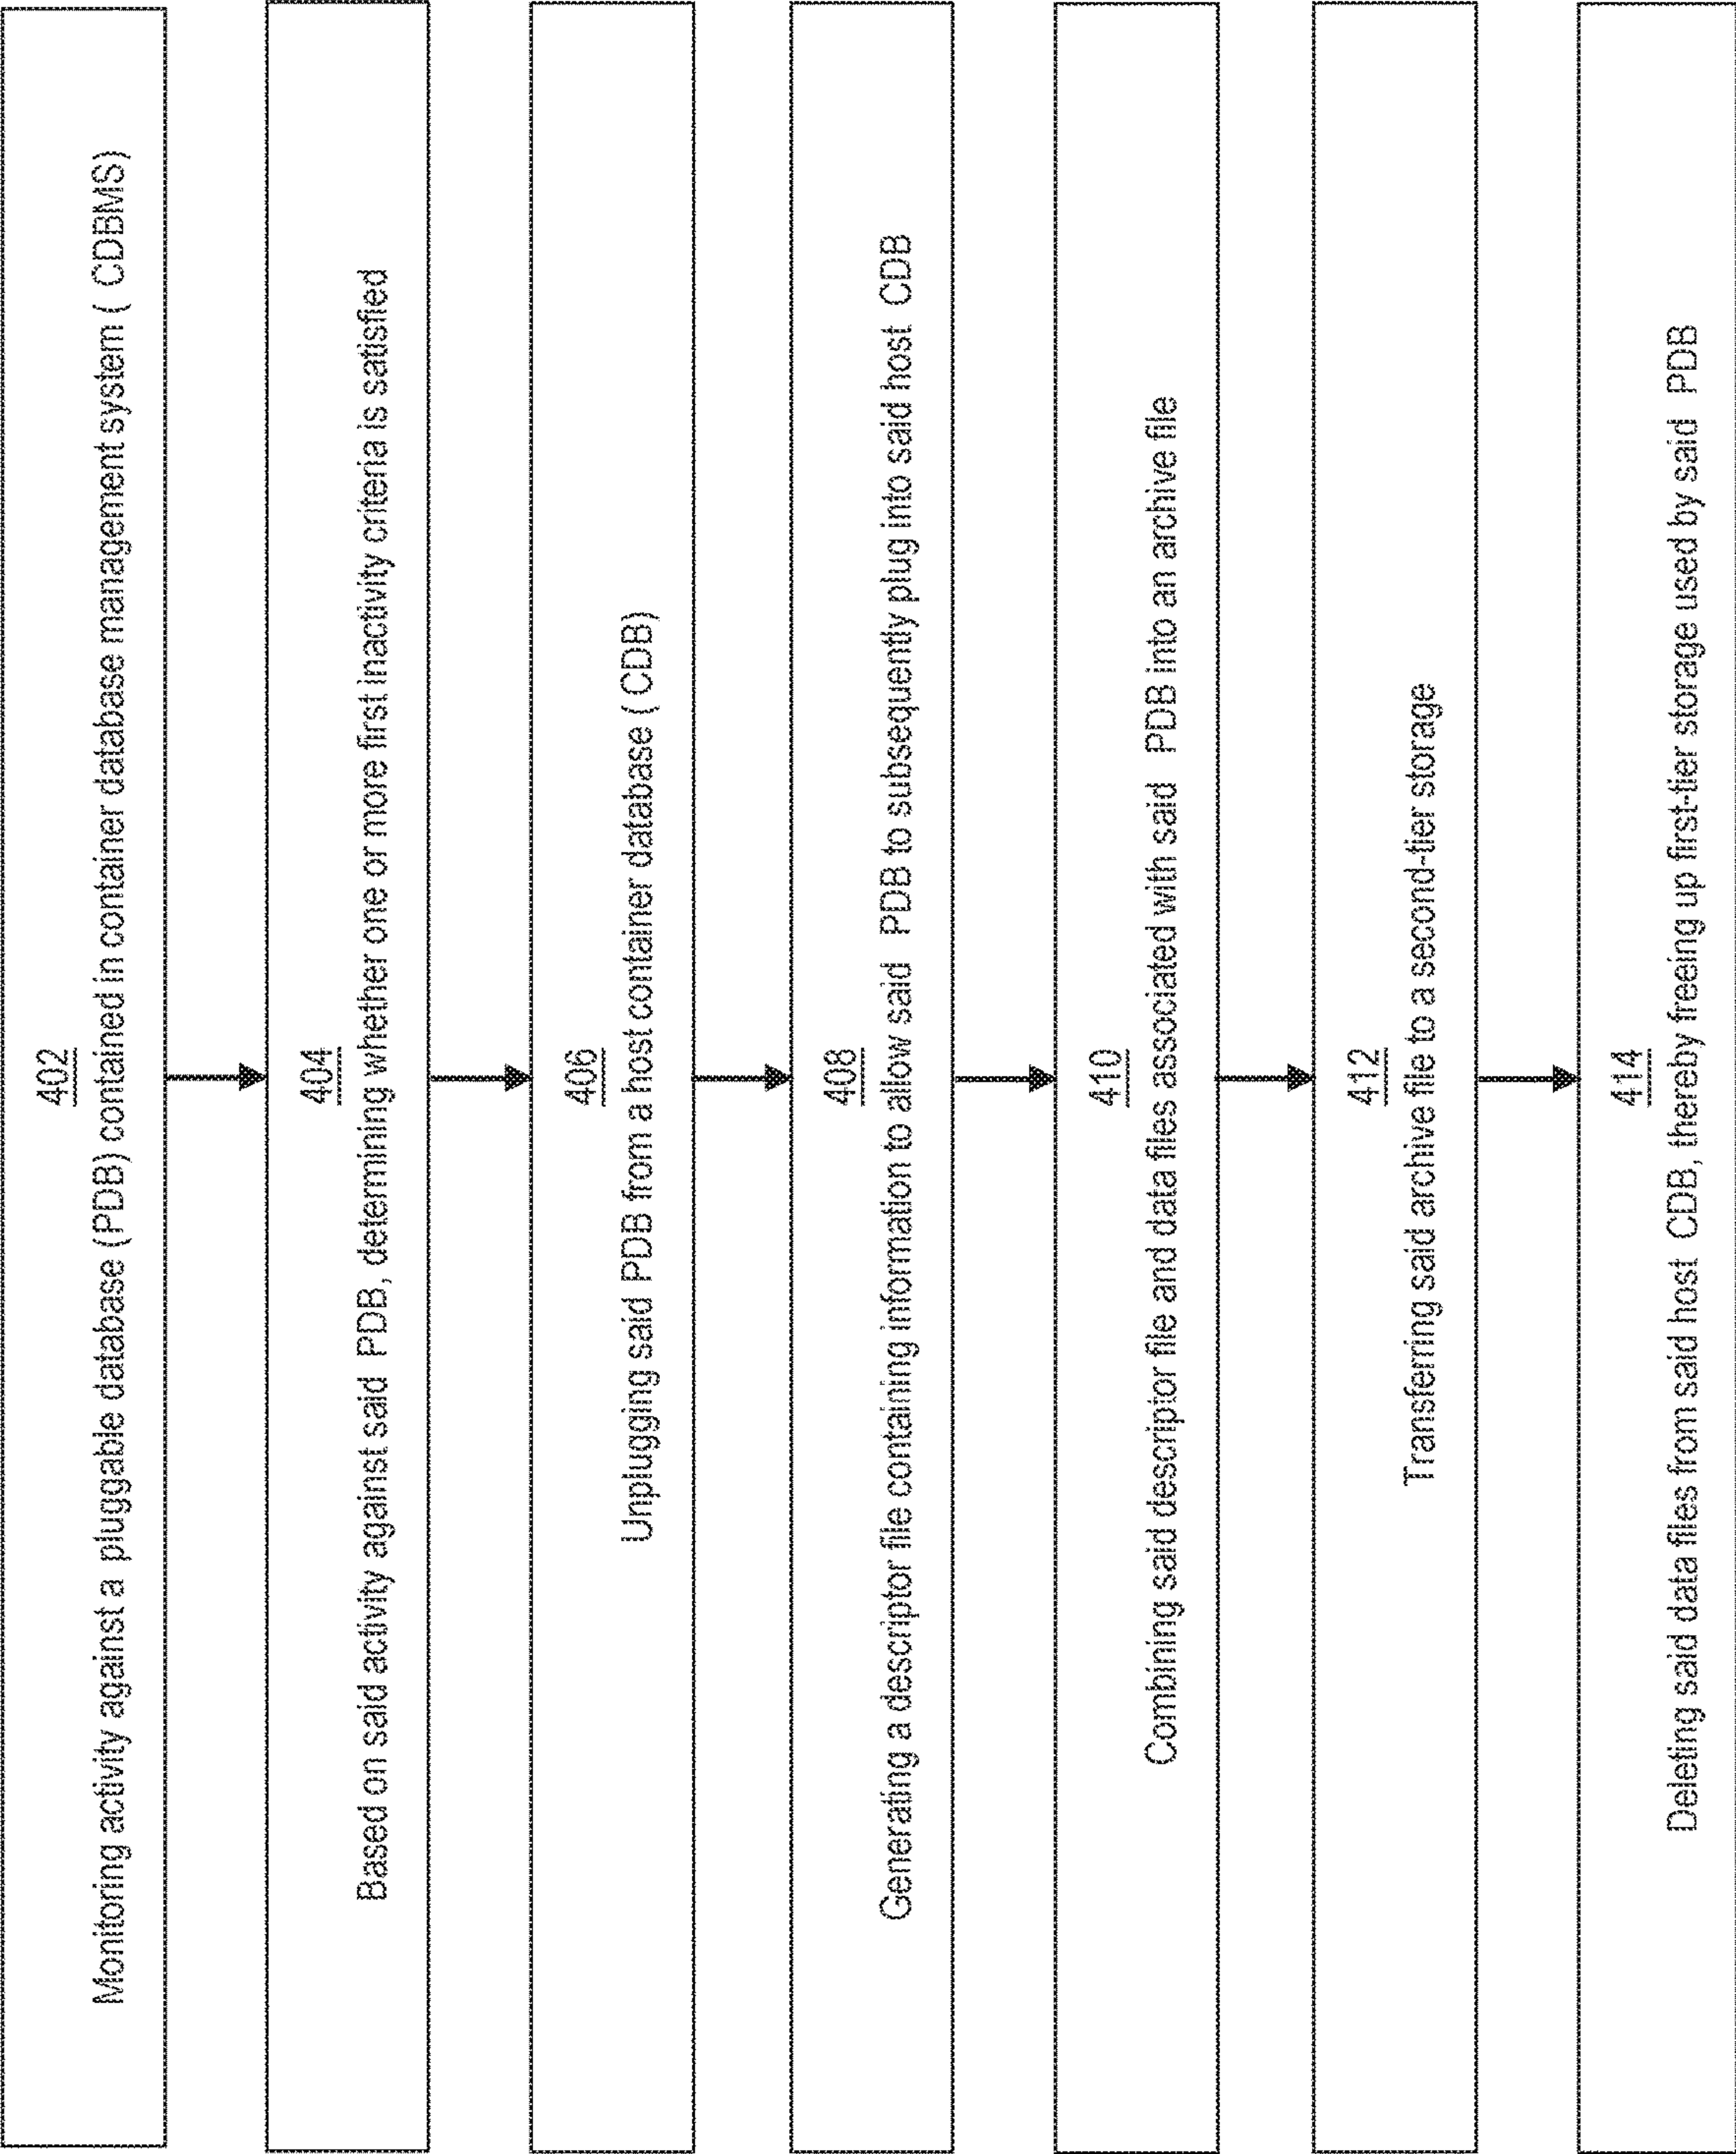 402
Monitoring activity against a pluggable database (PDB) contained in container database management system ( CDBMS)
404
Based on said activity against said PDB, determining whether one or more first inactivity criteria is satisfied
406
Unplugging said PDB from a host container database ( CDB)
408
Generating a descriptor file containing information to allow said PDB to subsequently plug into said host CDB
410
Combining said descriptor file and data files associated with said PDB into an archive file
412
Transferring said archive file to a second-tier storage
414
Deleting said data files from said host CDB, thereby freeing up first-tier storage used by said PDB